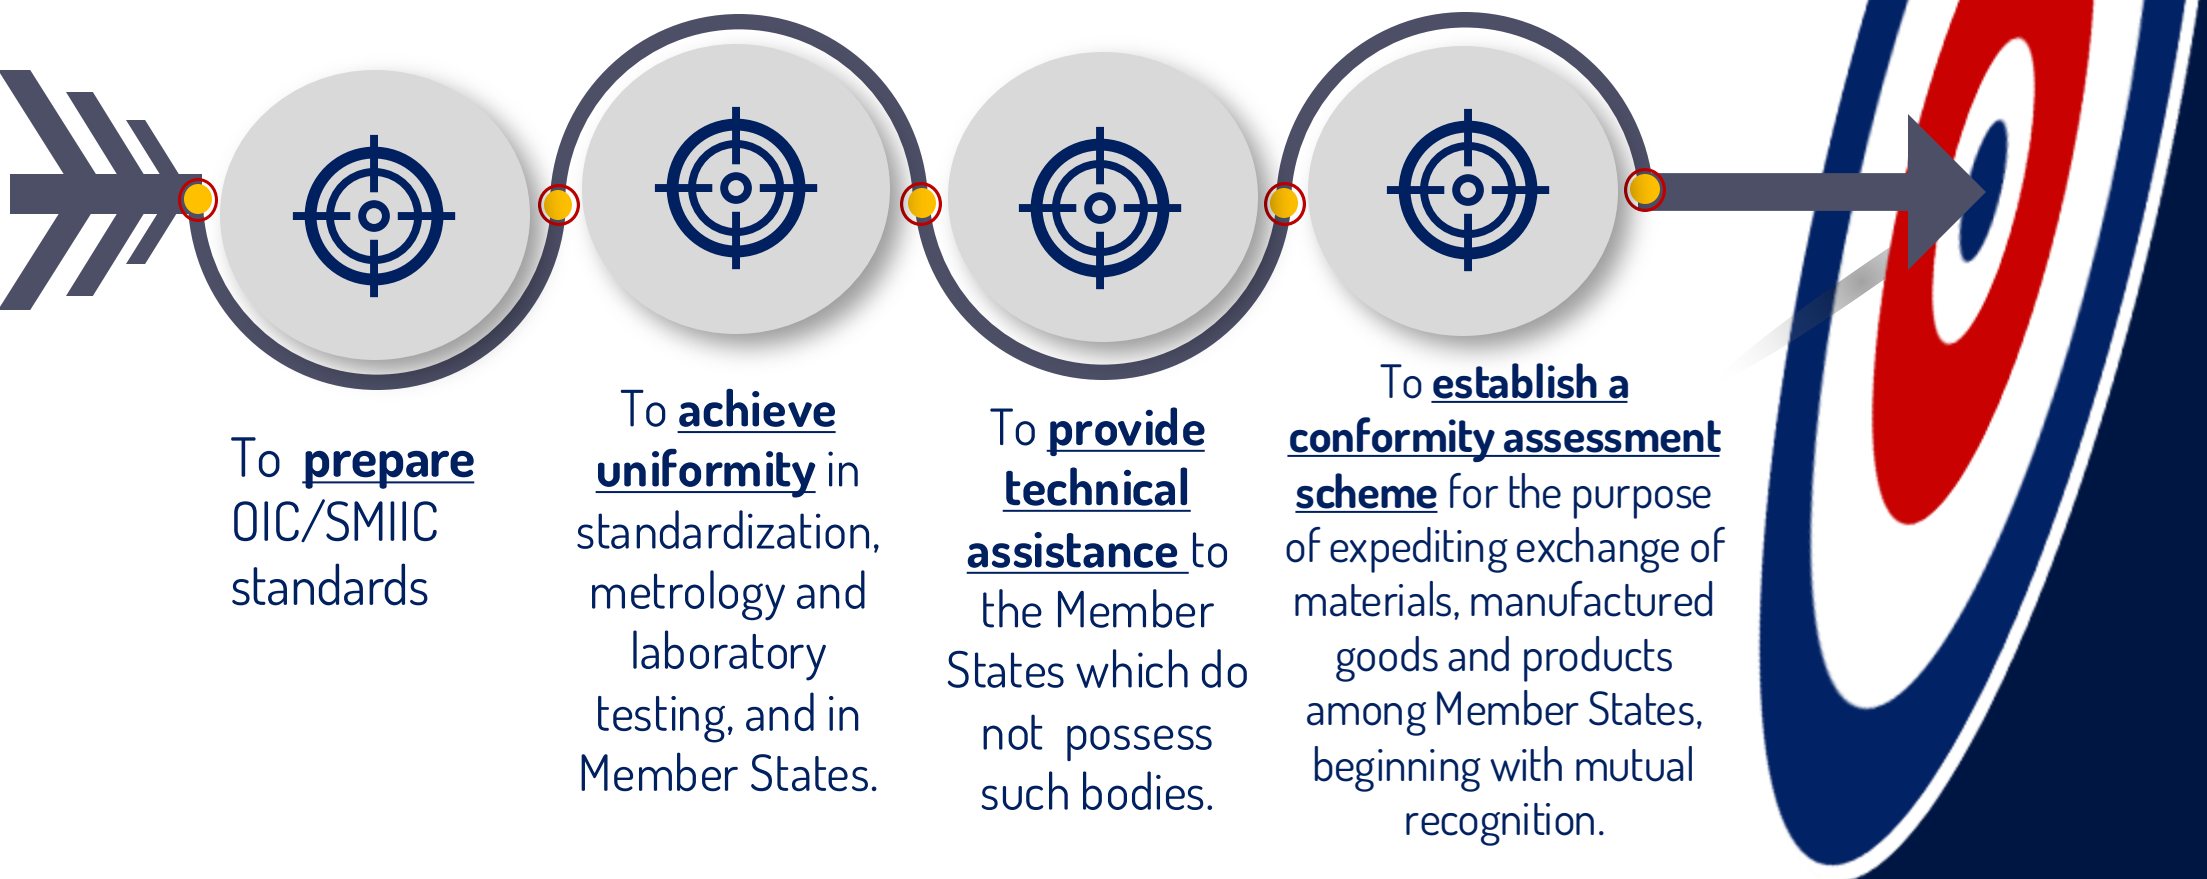 To prepare
OIC/SMIIC
standards
To achieve
uniformity in
standardization,
metrology and
laboratory
testing, and in
Member States.
To provide
technical
assistance to
the Member
States which do
not possess
such bodies.
To establish a
conformity assessment
scheme for the purpose
of expediting exchange of
materials, manufactured
goods and products
among Member States,
beginning with mutual
recognition.